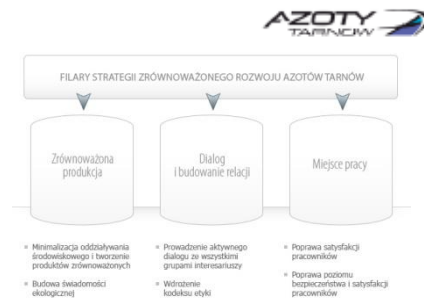 AZOTY
TARNÓW
FILARY STRATEGII ZRÓWNOWAŻONEGO ROZWOJU AZOTÓW TARNÓW
Zrównoważona
produkcja
Dialog
i budowanie relacji
Miejsce pracy
Minimalizacja oddziaływania
środowiskowego i tworzenie
produktów zrównoważonych
Budowa świadomości
ekologicznej
Prowadzenie aktywnego
dialogu ze wszystkimi
grupami interesariuszy
Wdrożenie
kodeksu etyki
Poprawa satysfakcji
pracowników
Poprawa poziomu
bezpieczeństwa i satysfakcji
pracowników